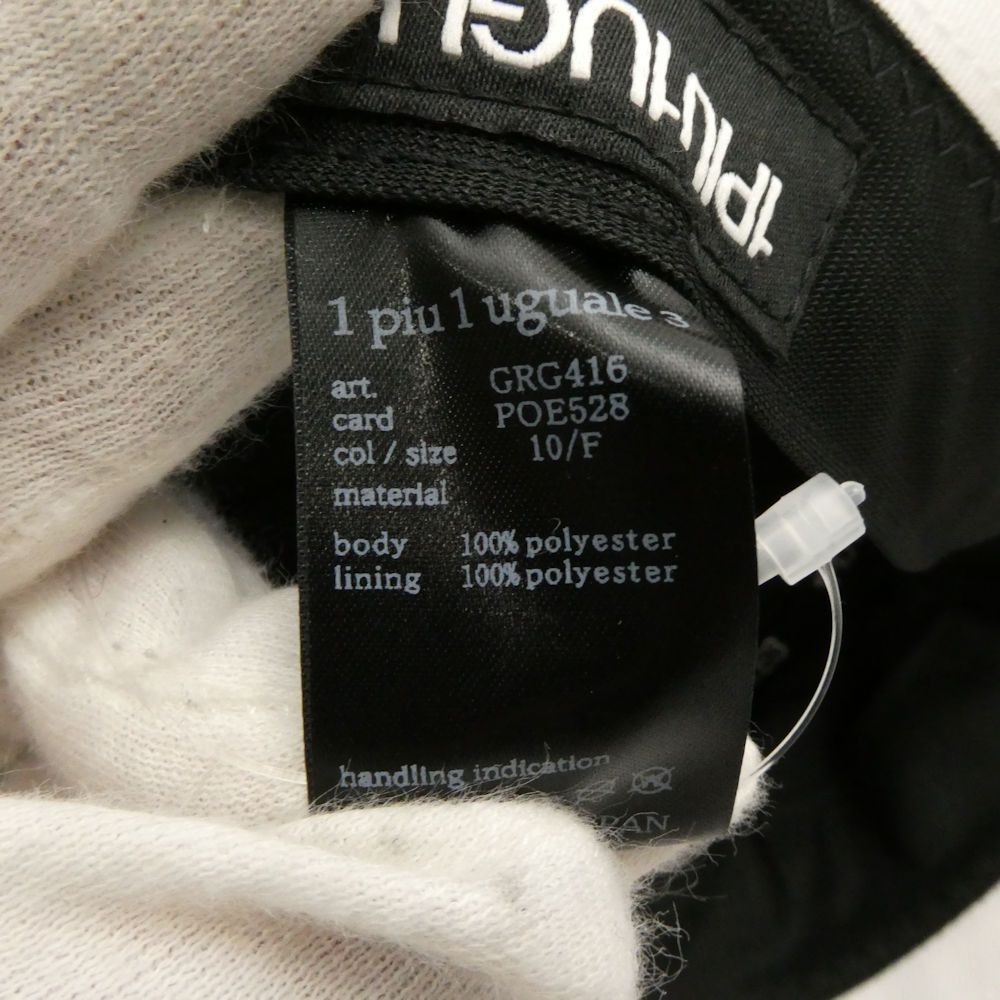 1PIU1UGU
1 piu 1 uguale 3
art. GRG416
card POE528
col / size 10/F
material
body 100% polyester
lining 100% polyester
handling indication